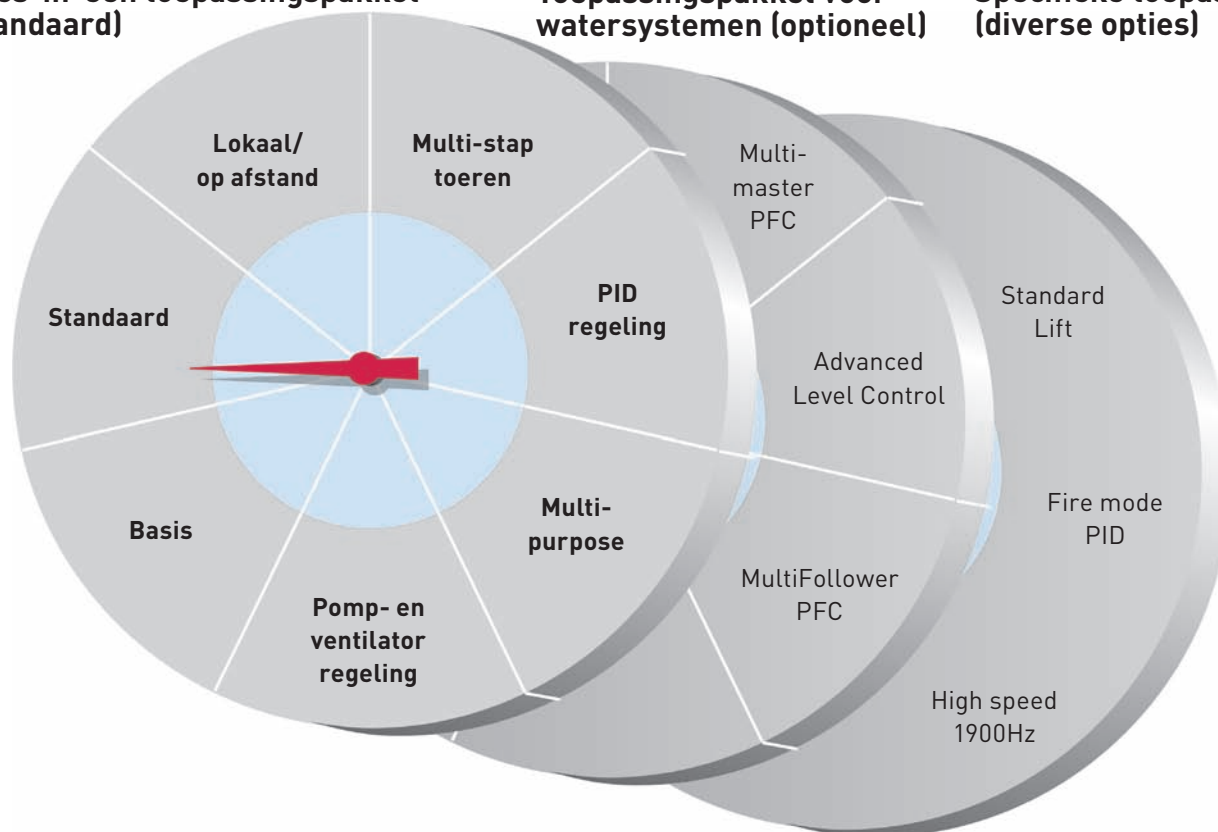 toepassingspakket
watersystemen (optioneel)
(diverse opties)
Lokaal/
op afstand
Multi-stap
toeren
PID
regeling
Multi-
purpose
Pomp- en
ventilator
regeling
Basis
Standaard
Multi-
master
PFC
Advanced
Level Control
MultiFollower
PFC
Standard
Lift
Fire mode
PID
High speed
1900Hz